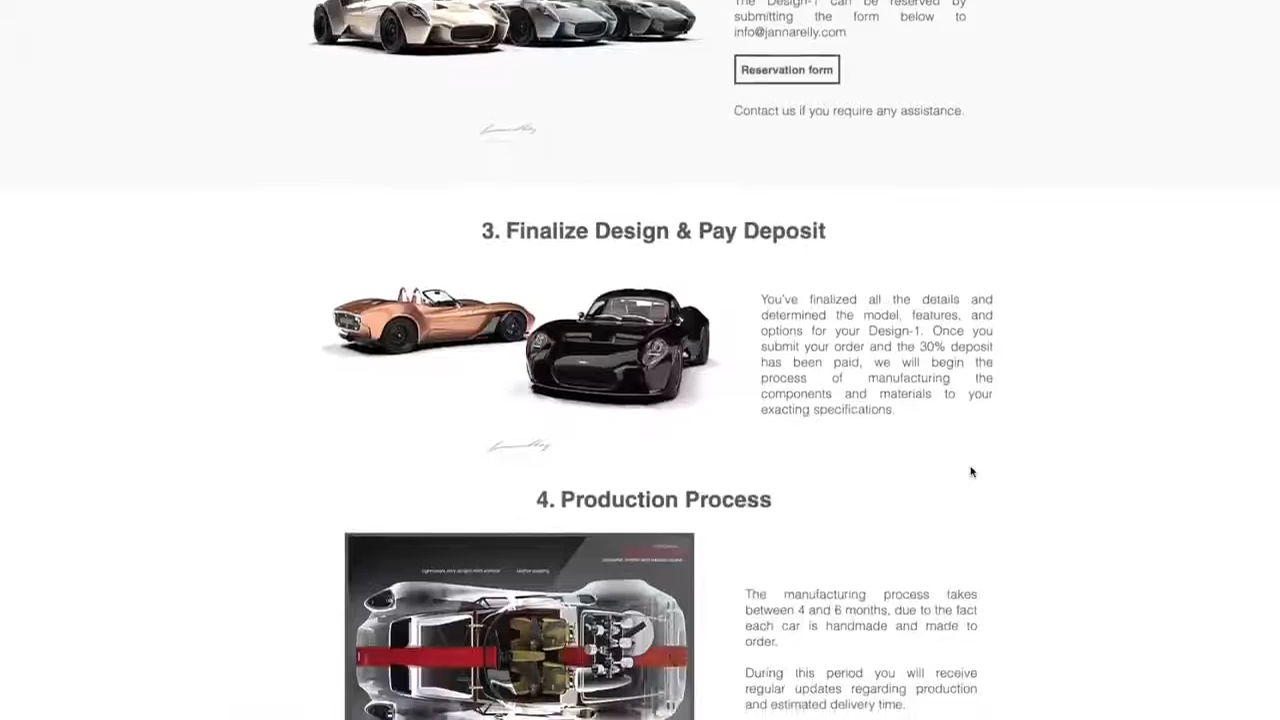 The Design-1 can be reserved by
submitting the form below to
info@jannarelly.com
Reservation form
Contact us if you require any assistance.
3. Finalize Design & Pay Deposit
You've finalized all the details and
determined the model, features, and
options for your Design-1. Once you
submit your order and the 30% deposit
has been paid, we will begin the
process of manufacturing the
components and materials to your
exacting specifications.
4. Production Process
The manufacturing process takes
between 4 and 6 months, due to the fact
each car is handmade and made to
order.
During this period you will receive
regular updates regarding production
and estimated delivery time.